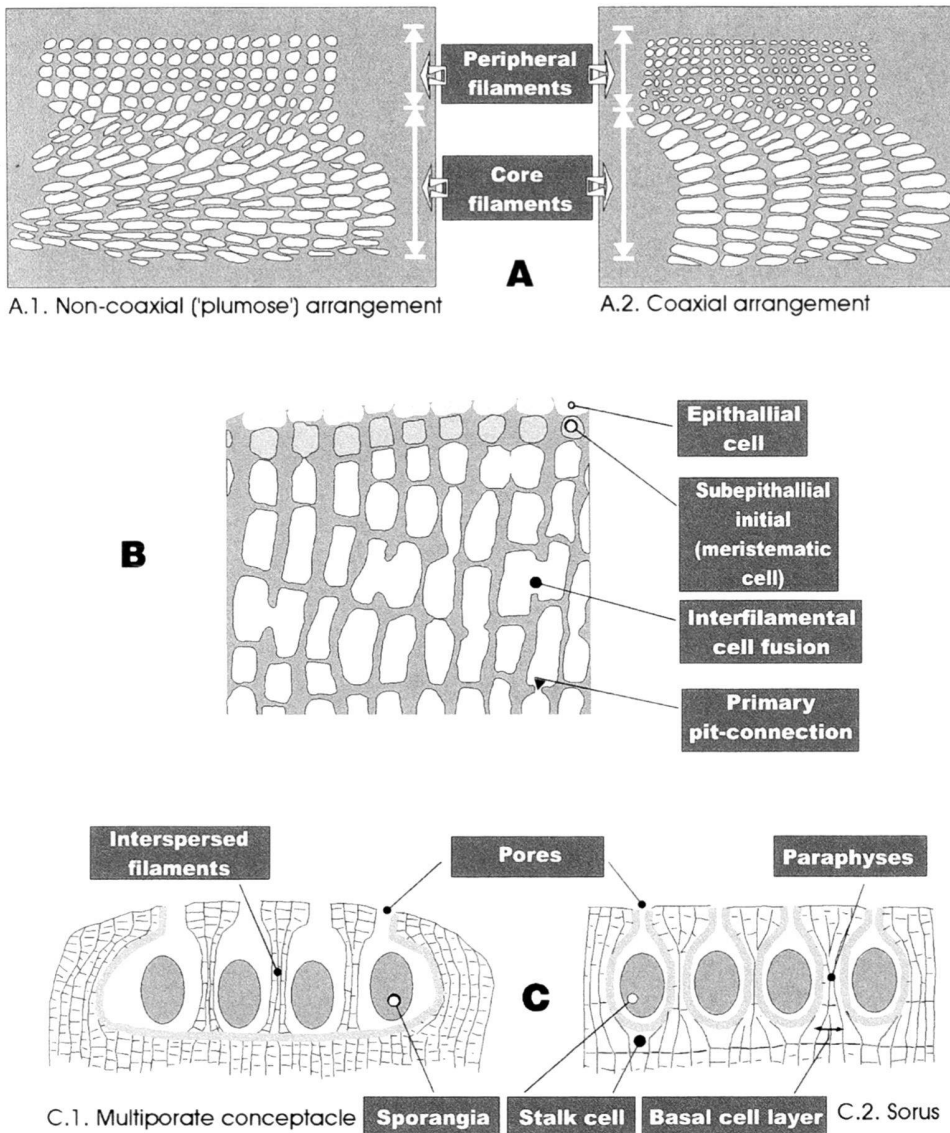 Peripheral
filaments
Core
filaments
A
A.1. Non-coaxial ('plumose') arrangement
A.2. Coaxial arrangement
B
Epithallial
cell
Subepithallial
initial
(meristematic
cell)
Interfilamental
cell fusion
Primary
pit-connection
Interspersed
filaments
Pores
Paraphyses
C
C.1. Multiporate conceptacle
Sporangia
Stalk cell
Basal cell layer
C.2. Sorus